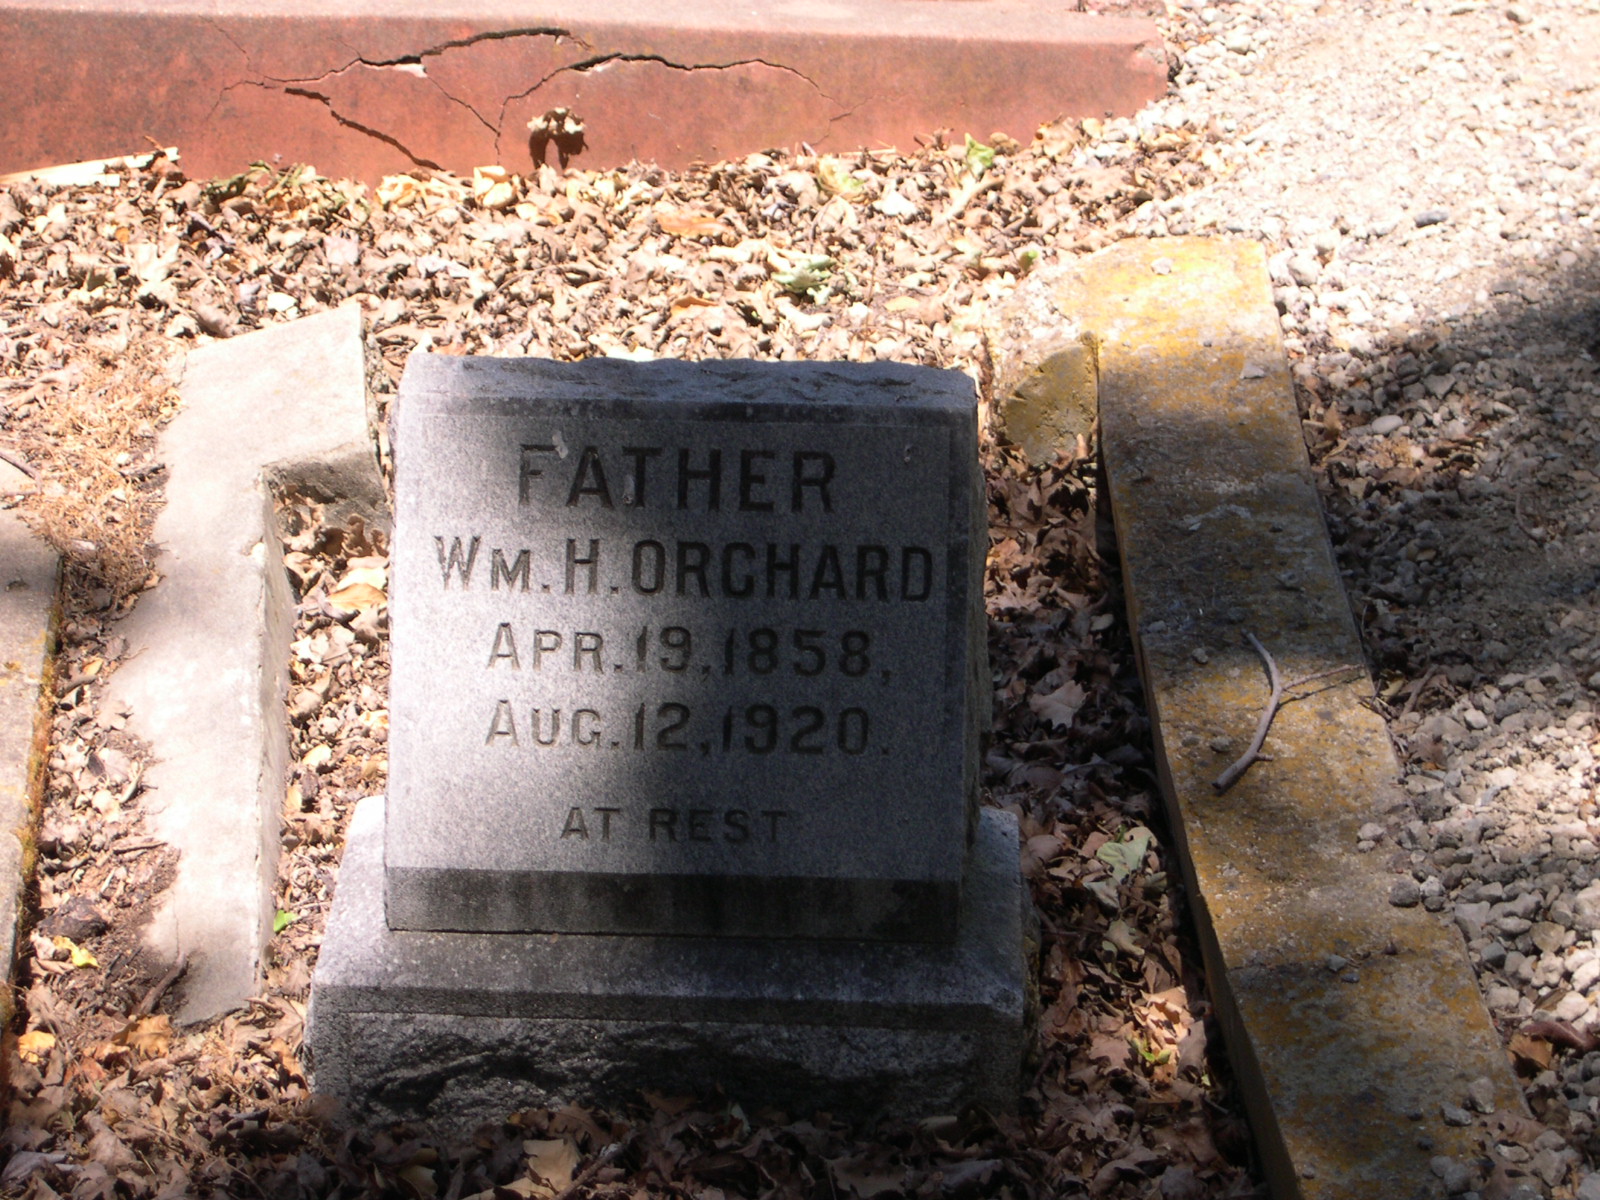 FATHER
WM. H. ORCHARD
APR. 19, 1858,
AUG. 12, 1920.
AT REST